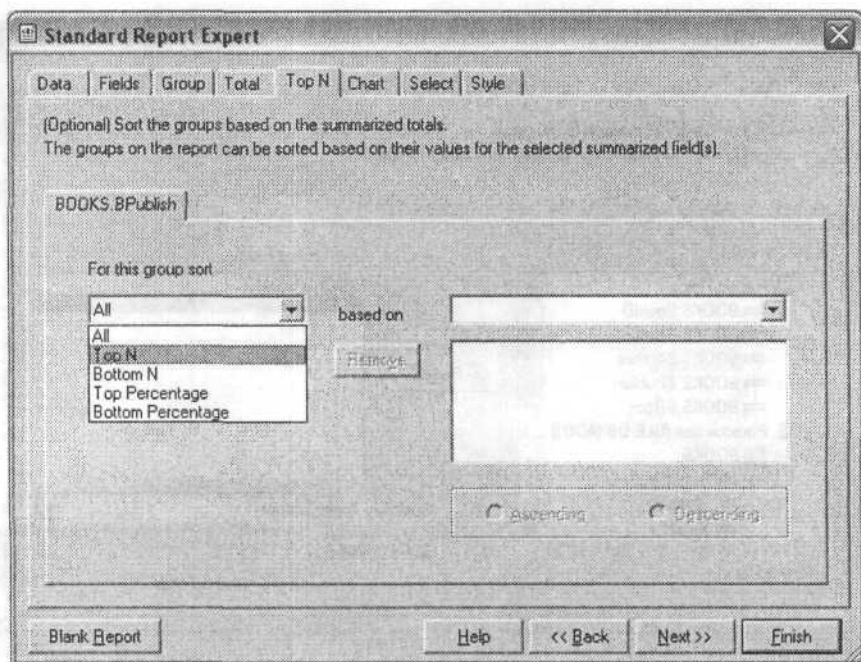 Standard Report Expert
Data Fields Group Total Top N Chart Select Style
(Optional) Sort the groups based on the summarized totals.
The groups on the report can be sorted based on their values for the selected summarized field(s).
BOOKS.BPublish
For this group sort
All based on
All
Top N
Remove
Bottom N
Top Percentage
Bottom Percentage
Ascending Descending
Blank Report Help << Back Next >> Finish